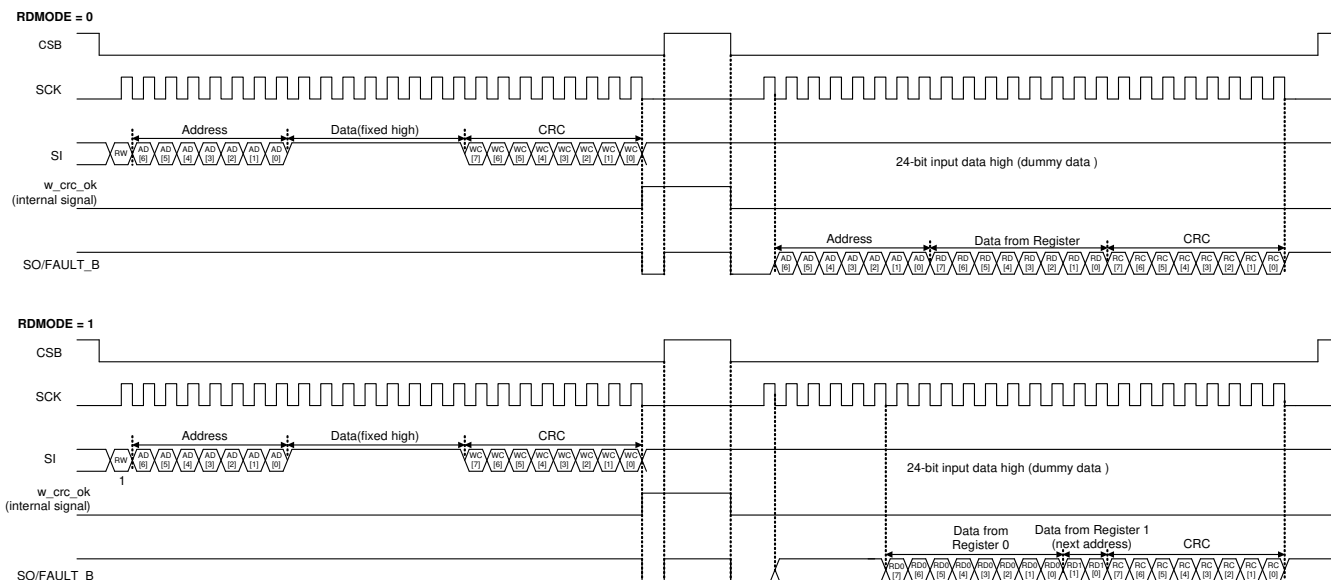 RDMODE = 0
CSB
SCK
Address Data(fixed high) CRC
SI
RW AD [6] AD [5] AD [4] AD [3] AD [2] AD [1] AD [0] WC [7] WC [6] WC [5] WC [4] WC [3] WC [2] WC [1] WC [0]
24-bit input data high (dummy data )
w_crc_ok
(internal signal)
Address Data from Register CRC
SO/FAULT_B
AD [6] AD [5] AD [4] AD [3] AD [2] AD [1] AD [0] RD [7] RD [6] RD [5] RD [4] RD [3] RD [2] RD [1] RD [0] RC [7] RC [6] RC [5] RC [4] RC [3] RC [2] RC [1] RC [0]
RDMODE = 1
CSB
SCK
Address Data(fixed high) CRC
SI
RW AD [6] AD [5] AD [4] AD [3] AD [2] AD [1] AD [0] WC [7] WC [6] WC [5] WC [4] WC [3] WC [2] WC [1] WC [0]
1
24-bit input data high (dummy data )
w_crc_ok
(internal signal)
Data from
Register 0
Data from Register 1
(next address)
CRC
SO/FAULT_B
RD0 [7] RD0 [6] RD0 [5] RD0 [4] RD0 [3] RD0 [2] RD0 [1] RD0 [0] RD1 [1] RD1 [0] RC [7] RC [6] RC [5] RC [4] RC [3] RC [2] RC [1] RC [0]